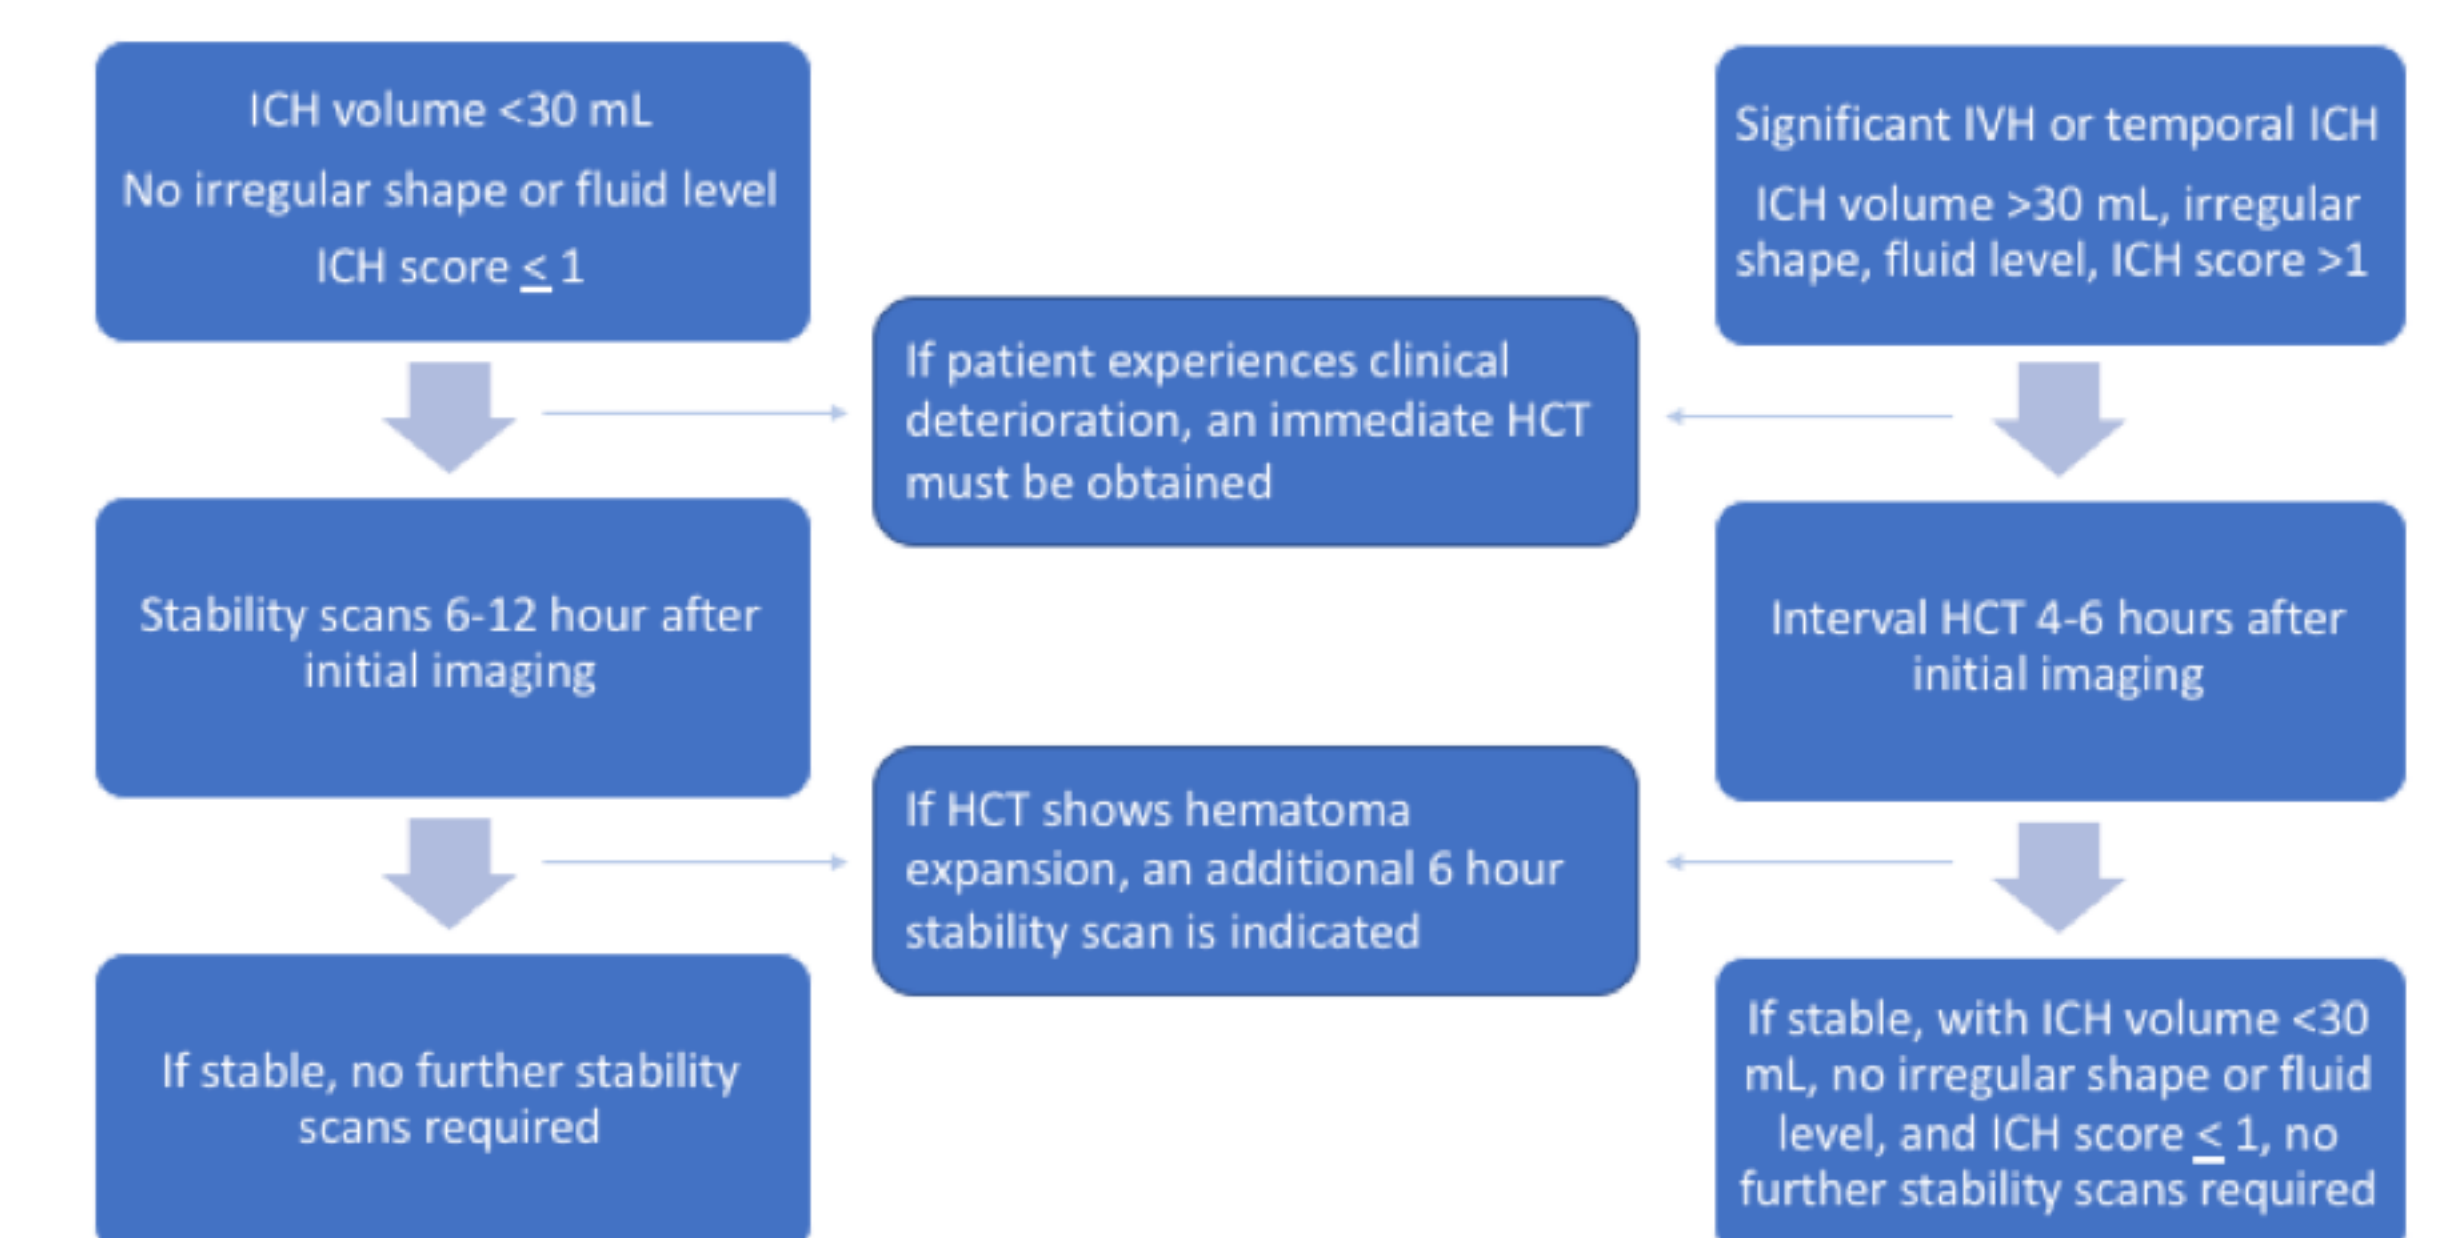 ICH volume <30 mL
No irregular shape or fluid level
ICH score ≤ 1
Significant IVH or temporal ICH
ICH volume >30 mL, irregular
shape, fluid level, ICH score >1
If patient experiences clinical
deterioration, an immediate HCT
must be obtained
Stability scans 6-12 hour after
initial imaging
Interval HCT 4-6 hours after
initial imaging
If HCT shows hematoma
expansion, an additional 6 hour
stability scan is indicated
If stable, no further stability
scans required
If stable, with ICH volume <30
mL, no irregular shape or fluid
level, and ICH score ≤ 1, no
further stability scans required